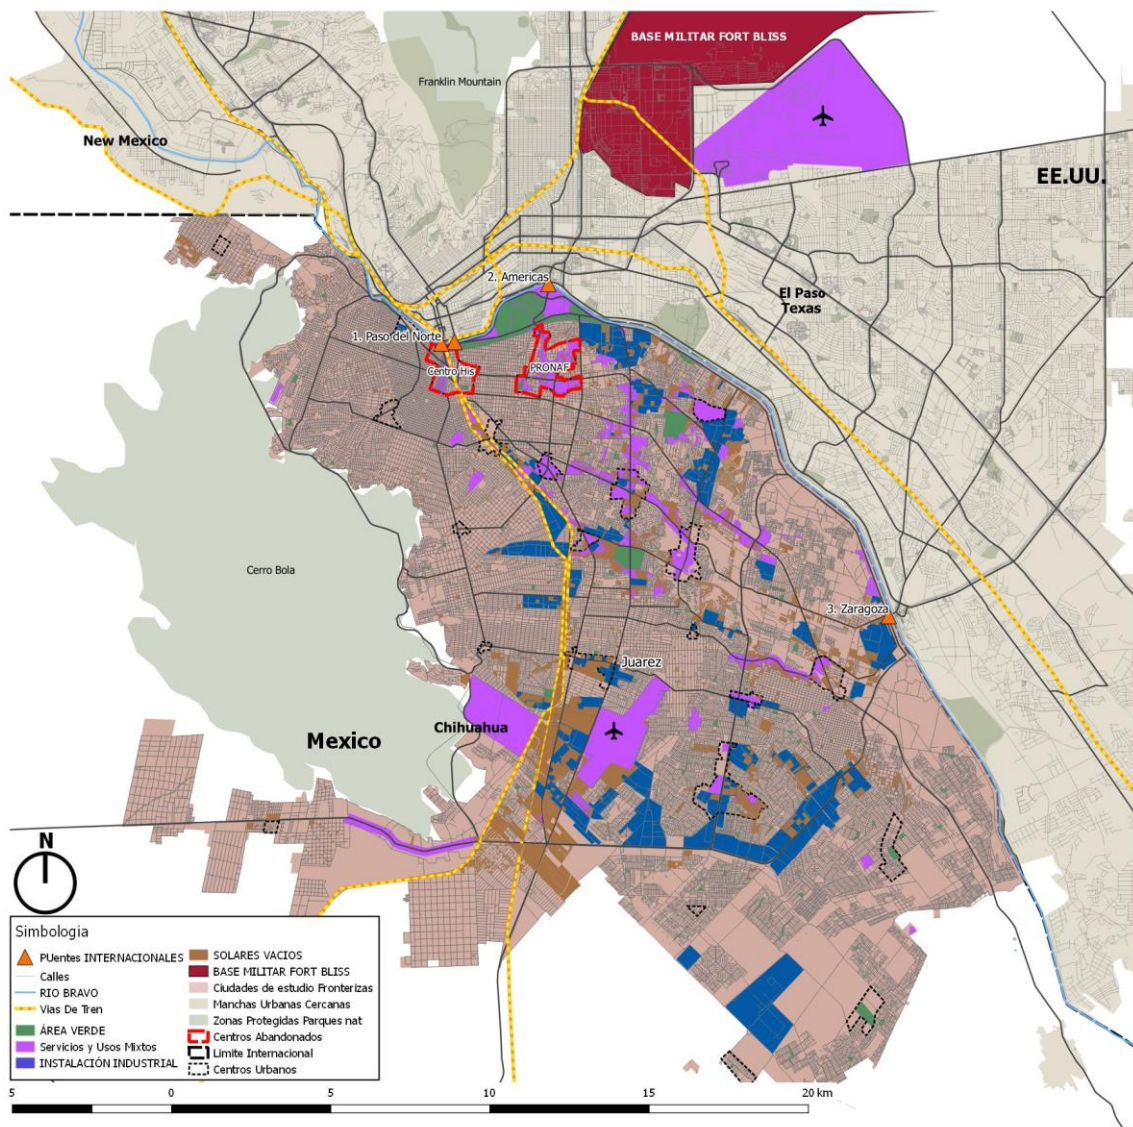 BASE MILITAR FORT BLISS
Franklin Mountain
New Mexico
EE.UU.
2. Americas
El Paso
Texas
1. Paso del Norte
Centro His
PRONAF
Cerro Bola
3. Zaragoza
Juarez
Chihuahua
Mexico
N
Simbologia
PUentes INTERNACIONALES
Calles
RIO BRAVO
Vias De Tren
ÁREA VERDE
Servicios y Usos Mixtos
INSTALACIÓN INDUSTRIAL
SOLARES VACIOS
BASE MILITAR FORT BLISS
Ciudades de estudio Fronterizas
Manchas Urbanas Cercanas
Zonas Protegidas Parques nat
Centros Abandonados
Limite Internacional
Centros Urbanos
5 0 5 10 15 20 km